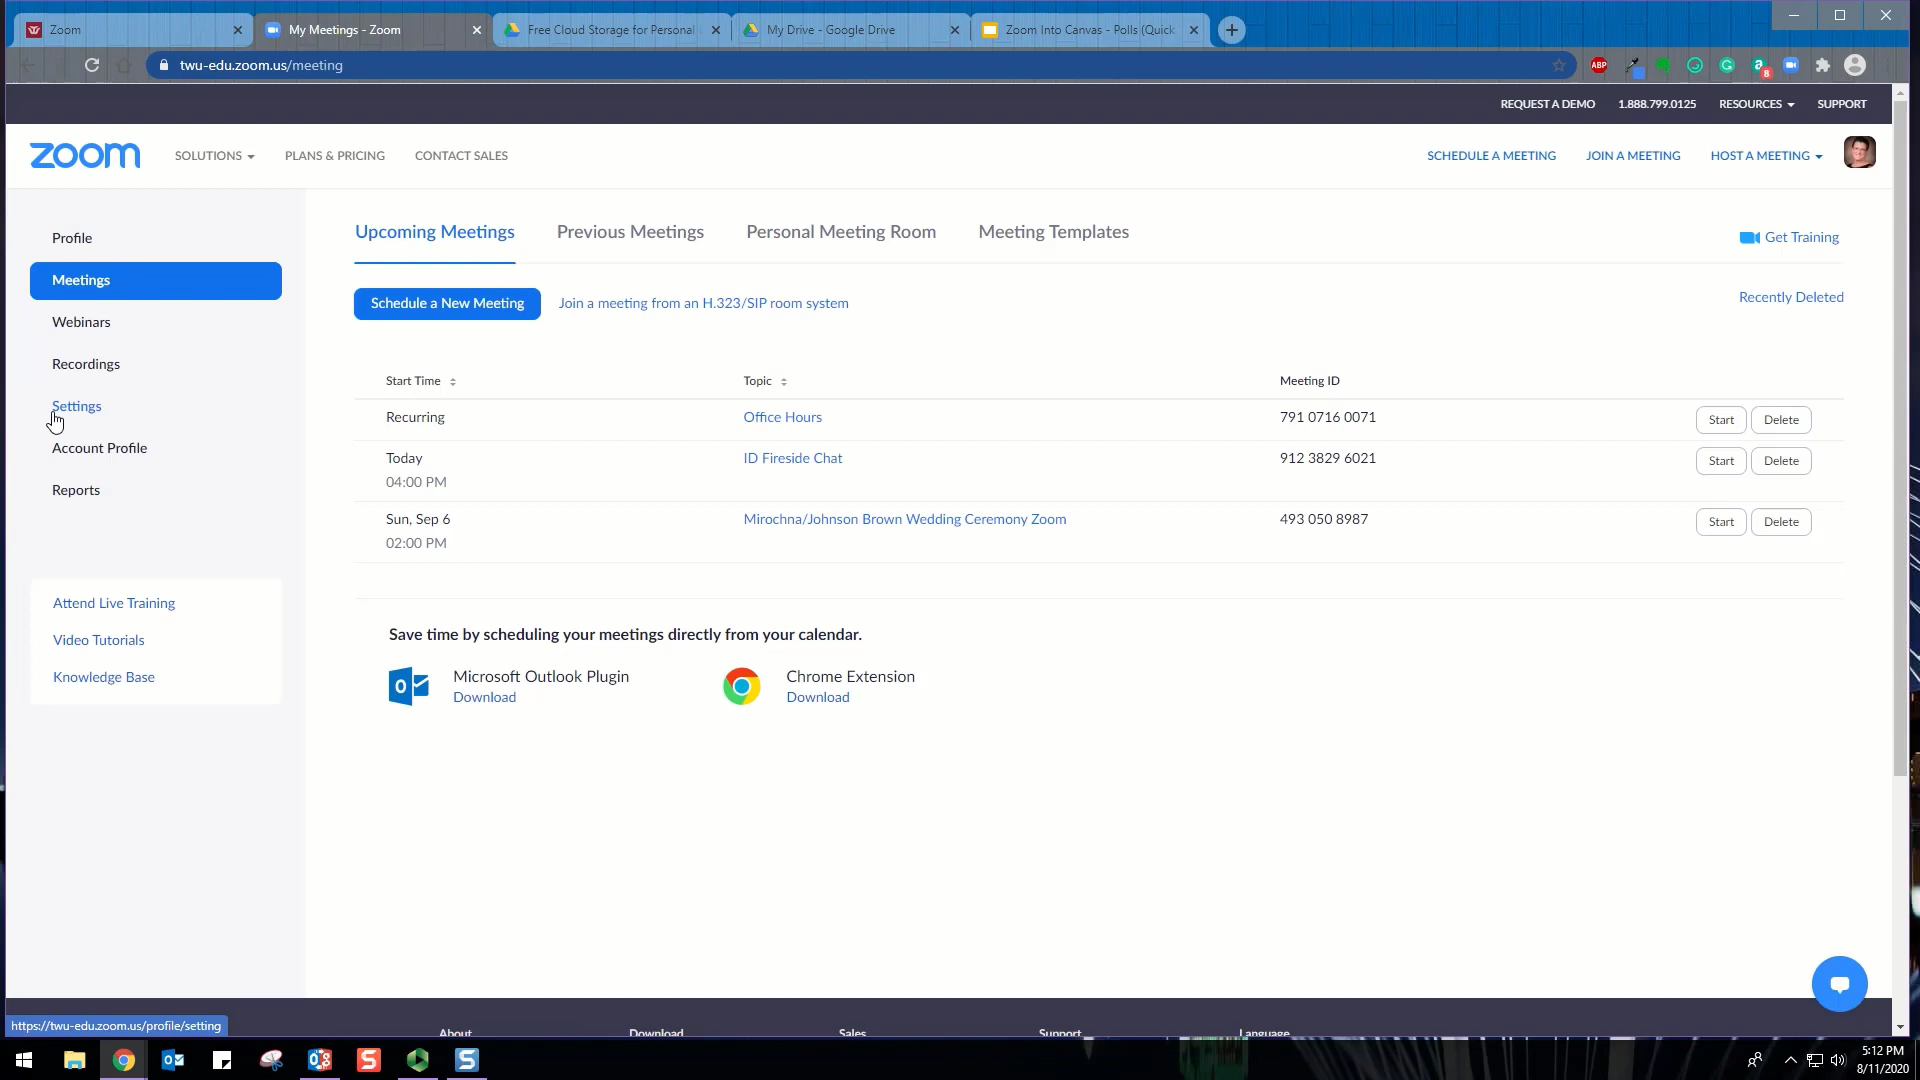 Zoom
My Meetings - Zoom
Free Cloud Storage for Personal
My Drive - Google Drive
Zoom Into Canvas - Polls (Quick
twu-edu.zoom.us/meeting
ABP
8
REQUEST A DEMO
1.888.799.0125
RESOURCES
SUPPORT
zoom
SOLUTIONS
PLANS & PRICING
CONTACT SALES
SCHEDULE A MEETING
JOIN A MEETING
HOST A MEETING
Profile
Meetings
Webinars
Recordings
Settings
Account Profile
Reports
Attend Live Training
Video Tutorials
Knowledge Base
Upcoming Meetings
Previous Meetings
Personal Meeting Room
Meeting Templates
Get Training
Schedule a New Meeting
Join a meeting from an H.323/SIP room system
Recently Deleted
Start Time
Topic
Meeting ID
Recurring
Office Hours
791 0716 0071
Start
Delete
Today
04:00 PM
ID Fireside Chat
912 3829 6021
Start
Delete
Sun, Sep 6
02:00 PM
Mirochna/Johnson Brown Wedding Ceremony Zoom
493 050 8987
Start
Delete
Save time by scheduling your meetings directly from your calendar.
Microsoft Outlook Plugin
Download
Chrome Extension
Download
About
Download
Sales
Support
Language
https://twu-edu.zoom.us/profile/setting
5:12 PM
8/11/2020